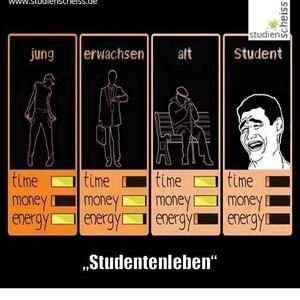 www.studienscheiss.de
studien
scheiss
jung
erwachsen
alt
Student
time
money
energy
time
money
energy
time
money
energy
time
money
energy
„Studentenleben“